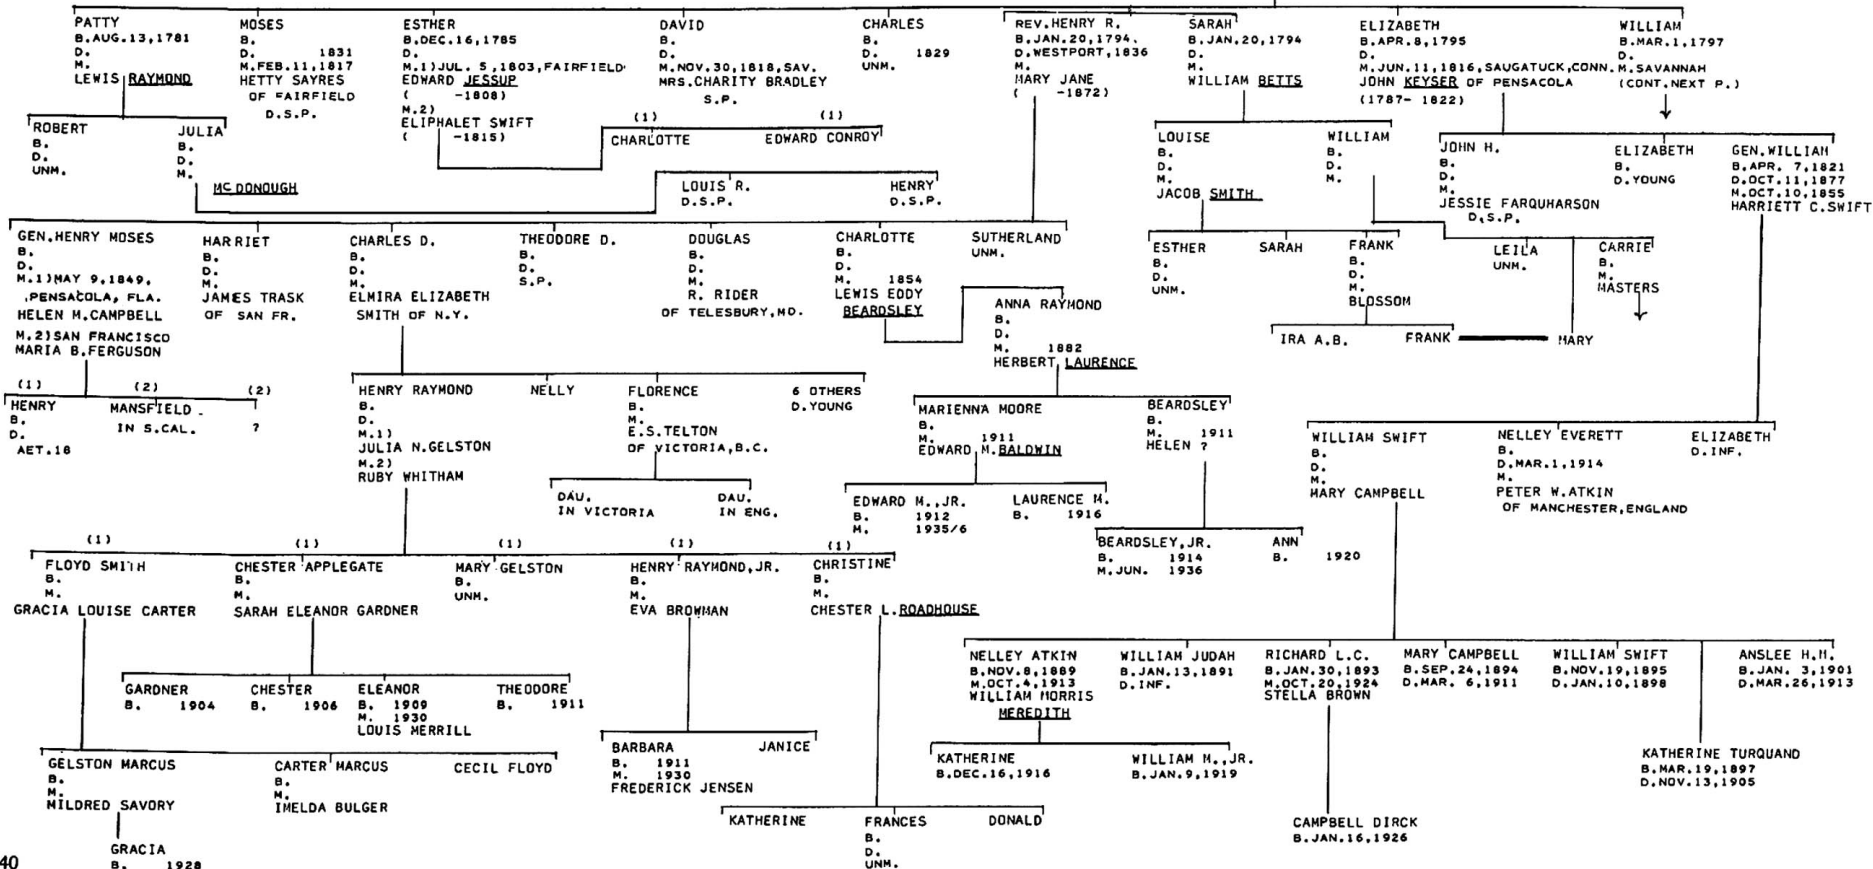 PATTY
B.AUG.13,1781
D.
M.
LEWIS RAYMOND
MOSES
B.
D. 1831
M.FEB.11,1817
HETTY SAYRES
OF FAIRFIELD
D.S.P.
ESTHER
B.DEC.16,1785
D.
M.1)JUL. 5,1803,FAIRFIELD
EDWARD JESSUP
( -1808)
M.2)
ELIPHALET SWIFT
( -1815)
DAVID
B.
D.
M.NOV.30,1818,SAV.
MRS.CHARITY BRADLEY
S.P.
CHARLES
B.
D. 1829
UNM.
REV.HENRY R.
B.JAN.20,1794.
D.WESTPORT,1836
M.
MARY JANE
( -1872)
SARAH
B.JAN.20,1794
D.
M.
WILLIAM BETTS
ELIZABETH
B.APR.8,1795
D.
M.JUN.11,1816,SAUGATUCK,CONN.
JOHN KEYSER OF PENSACOLA
(1787- 1822)
WILLIAM
B.MAR.1,1797
D.
M.SAVANNAH
(CONT.NEXT P.)
ROBERT
B.
D.
UNM.
JULIA
B.
D.
M.
MC DONOUGH
(1)
CHARLOTTE
(1)
EDWARD CONROY
LOUIS R.
D.S.P.
HENRY
D.S.P.
LOUISE
B.
D.
M.
JACOB SMITH
WILLIAM
B.
D.
M.
JOHN H.
B.
D.
M.
JESSIE FARQUHARSON
D.S.P.
ELIZABETH
B.
D.YOUNG
GEN.WILLIAM
B.APR. 7,1821
D.OCT.11,1877
M.OCT.10,1855
HARRIETT C.SWIFT
GEN.HENRY MOSES
B.
D.
M.1)MAY 9,1849,
PENSACOLA, FLA.
HELEN M.CAMPBELL
M.2)SAN FRANCISCO
MARIA B.FERGUSON
HARRIET
B.
D.
M.
JAMES TRASK
OF SAN FR.
CHARLES D.
B.
D.
M.
ELMIRA ELIZABETH
SMITH OF N.Y.
THEODORE D.
B.
D.
S.P.
DOUGLAS
B.
D.
M.
R. RIDER
OF TELESBURY,MD.
CHARLOTTE
B.
D.
M. 1854
LEWIS EDDY
BEARDSLEY
SUTHERLAND
UNM.
ESTHER
B.
D.
UNM.
SARAH
FRANK
B.
D.
M.
BLOSSOM
LEILA
UNM.
CARRIE
B.
M.
MASTERS
ANNA RAYMOND
B.
D.
M. 1882
HERBERT LAURENCE
IRA A.B.
FRANK
MARY
(1)
HENRY
B.
D.
AET.18
(2)
MANSFIELD
IN S.CAL.
(2)
?
HENRY RAYMOND
B.
D.
M.1)
JULIA N.GELSTON
M.2)
RUBY WHITHAM
NELLY
FLORENCE
B.
M.
E.S.TELTON
OF VICTORIA,B.C.
6 OTHERS
D.YOUNG
MARIENNA MOORE
B.
M. 1911
EDWARD M.BALDWIN
BEARDSLEY
B.
M. 1911
HELEN ?
WILLIAM SWIFT
B.
D.
M.
MARY CAMPBELL
NELLEY EVERETT
B.
D.MAR.1,1914
M.
PETER W.ATKIN
OF MANCHESTER,ENGLAND
ELIZABETH
D.INF.
DAU.
IN VICTORIA
DAU.
IN ENG.
EDWARD M.,JR.
B. 1912
M. 1935/6
LAURENCE M.
B. 1916
BEARDSLEY,JR.
B. 1914
M.JUN. 1936
ANN
B. 1920
(1)
FLOYD SMITH
B.
M.
GRACIA LOUISE CARTER
(1)
CHESTER APPLEGATE
B.
M.
SARAH ELEANOR GARDNER
(1)
MARY GELSTON
B.
UNM.
(1)
HENRY RAYMOND,JR.
B.
M.
EVA BROWMAN
(1)
CHRISTINE
B.
M.
CHESTER L.ROADHOUSE
NELLEY ATKIN
B.NOV.8,1889
M.OCT.4,1913
WILLIAM MORRIS
MEREDITH
WILLIAM JUDAH
B.JAN.13,1891
D.INF.
RICHARD L.C.
B.JAN.30,1893
M.OCT.20,1924
STELLA BROWN
MARY CAMPBELL
B.SEP.24,1894
D.MAR. 6,1911
WILLIAM SWIFT
B.NOV.19,1895
D.JAN.10,1898
ANSLEE H.M.
B.JAN. 3,1901
D.MAR.26,1913
GARDNER
B. 1904
CHESTER
B. 1906
ELEANOR
B. 1909
M. 1930
LOUIS MERRILL
THEODORE
B. 1911
BARBARA
B. 1911
M. 1930
FREDERICK JENSEN
JANICE
KATHERINE
B.DEC.16,1916
WILLIAM M.,JR.
B.JAN.9,1919
KATHERINE TURQUAND
B.MAR.19,1897
D.NOV.13,1905
GELSTON MARCUS
B.
M.
MILDRED SAVORY
CARTER MARCUS
B.
M.
IMELDA BULGER
CECIL FLOYD
KATHERINE
FRANCES
B.
D.
UNM.
DONALD
CAMPBELL DIRCK
B.JAN.16,1926
GRACIA
B. 1928
40